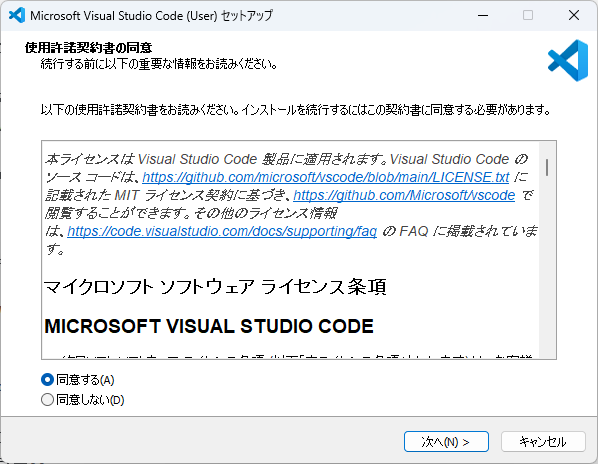 Microsoft Visual Studio Code (User) セットアップ
使用許諾契約書の同意
続行する前に以下の重要な情報をお読みください。
以下の使用許諾契約書をお読みください。インストールを続行するにはこの契約書に同意する必要があります。
本ライセンスは Visual Studio Code 製品に適用されます。Visual Studio Code の
ソース コードは、https://github.com/microsoft/vscode/blob/main/LICENSE.txt に
記載された MIT ライセンス契約に基づき、https://github.com/Microsoft/vscode で
閲覧することができます。その他のライセンス情報
は、https://code.visualstudio.com/docs/supporting/faq の FAQ に掲載されていま
す。
マイクロソフト ソフトウェア ライセンス条項
MICROSOFT VISUAL STUDIO CODE
同意する(A)
同意しない(D)
次へ(N) >
キャンセル